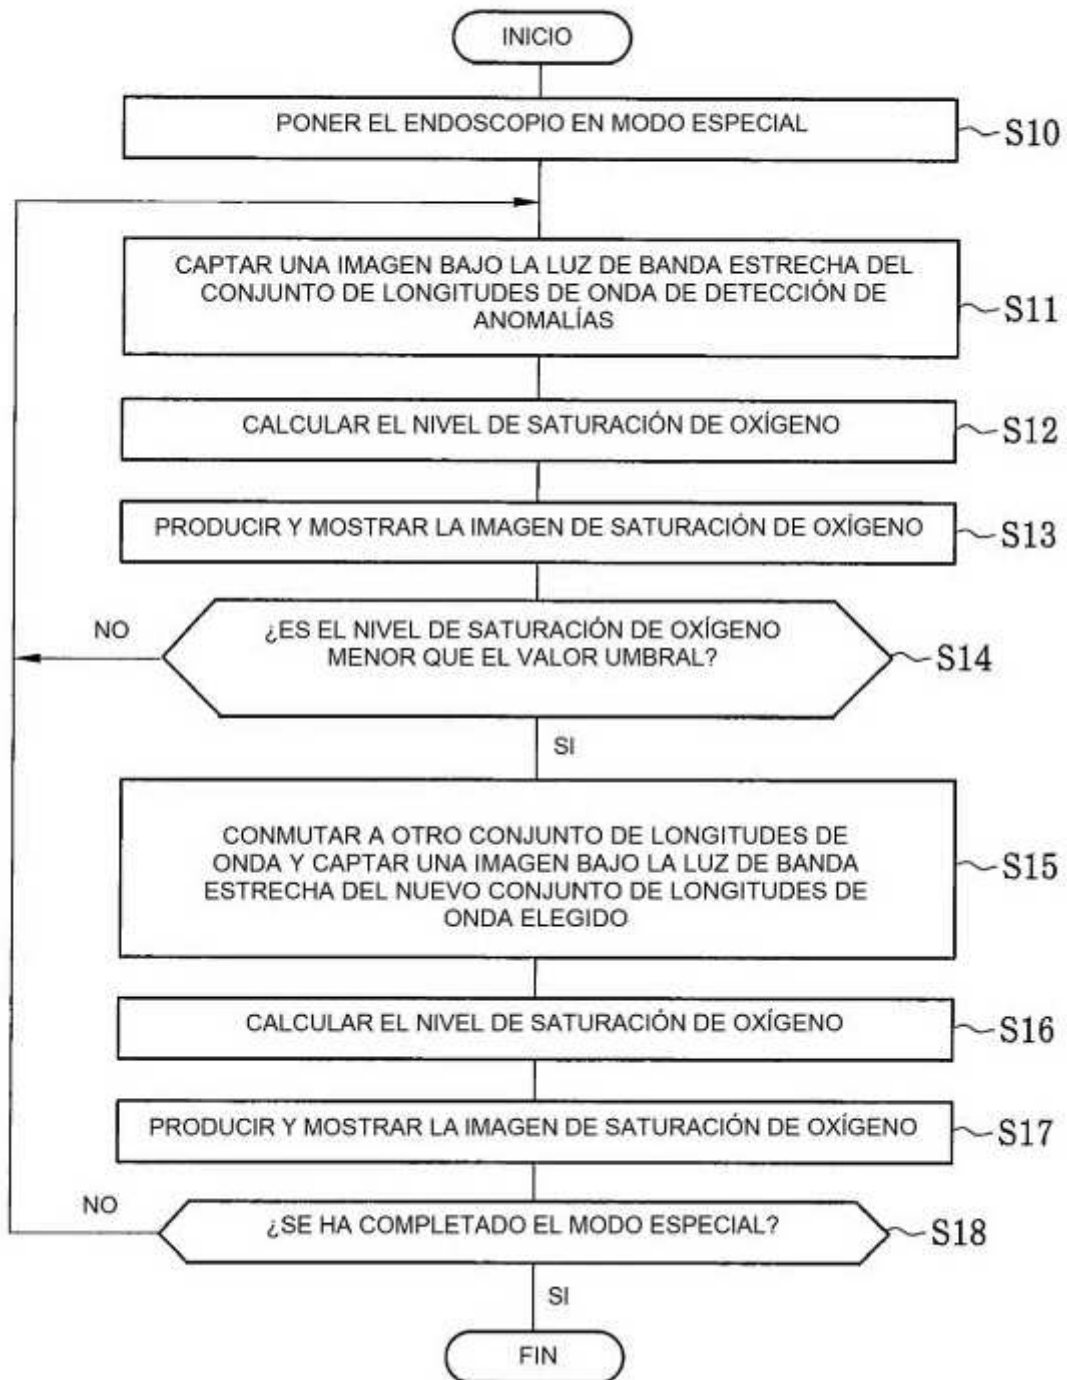 INICIO
PONER EL ENDOSCOPIO EN MODO ESPECIAL
S10
CAPTAR UNA IMAGEN BAJO LA LUZ DE BANDA ESTRECHA DEL
CONJUNTO DE LONGITUDES DE ONDA DE DETECCIÓN DE
ANOMALÍAS
S11
CALCULAR EL NIVEL DE SATURACIÓN DE OXÍGENO
S12
PRODUCIR Y MOSTRAR LA IMAGEN DE SATURACIÓN DE OXÍGENO
S13
NO
¿ES EL NIVEL DE SATURACIÓN DE OXÍGENO
MENOR QUE EL VALOR UMBRAL?
S14
SI
CONMUTAR A OTRO CONJUNTO DE LONGITUDES DE
ONDA Y CAPTAR UNA IMAGEN BAJO LA LUZ DE BANDA
ESTRECHA DEL NUEVO CONJUNTO DE LONGITUDES DE
ONDA ELEGIDO
S15
CALCULAR EL NIVEL DE SATURACIÓN DE OXÍGENO
S16
PRODUCIR Y MOSTRAR LA IMAGEN DE SATURACIÓN DE OXÍGENO
S17
NO
¿SE HA COMPLETADO EL MODO ESPECIAL?
S18
SI
FIN